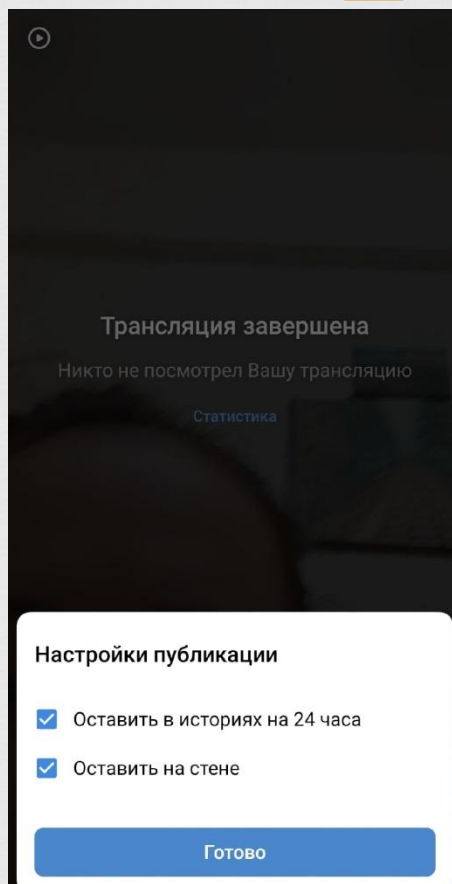 Трансляция завершена
Никто не посмотрел Вашу трансляцию
Статистика
Настройки публикации
Оставить в историях на 24 часа
Оставить на стене
Готово